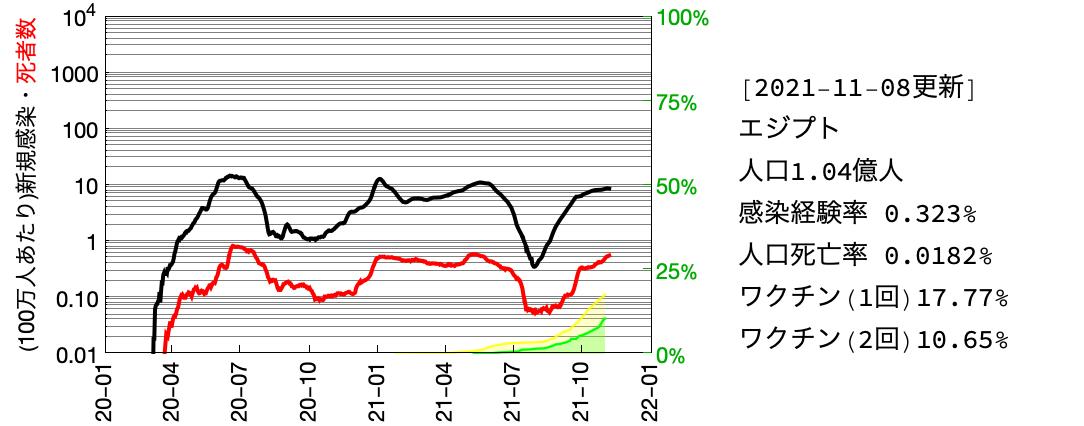 (100万人あたり)新規感染・死者数
10^4
1000
100
10
1
0.10
0.01
100%
75%
50%
25%
0%
20-01
20-04
20-07
20-10
21-01
21-04
21-07
21-10
22-01
[2021-11-08更新]
エジプト
人口1.04億人
感染経験率 0.323%
人口死亡率 0.0182%
ワクチン(1回)17.77%
ワクチン(2回)10.65%